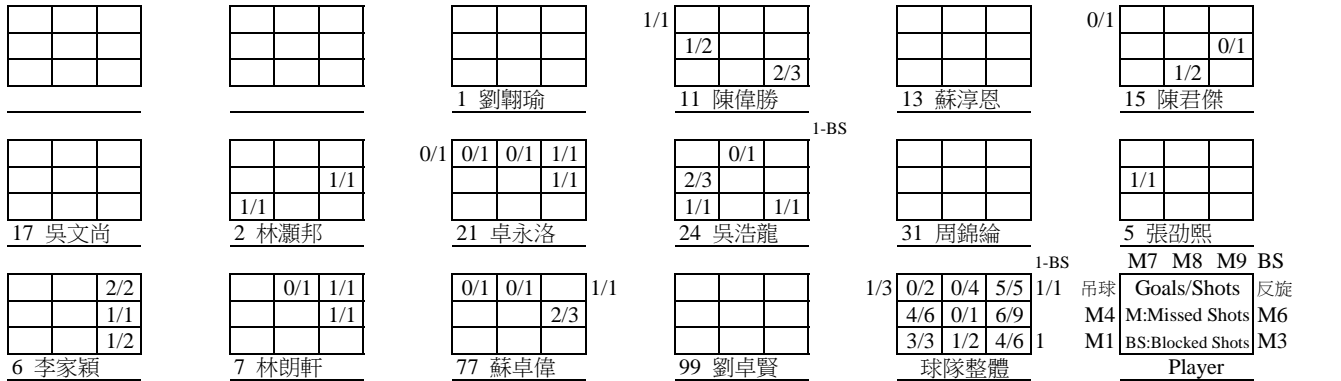 1/1 0/1
1/2 0/1
2/3 1/2
1 劉翺瑜 11 陳偉勝 13 蘇淳恩 15 陳君傑
1-BS
0/1 0/1 0/1 1/1 0/1
1/1 1/1 2/3 1/1
1/1 1/1 1/1
17 吳文尚 2 林灝邦 21 卓永洛 24 吳浩龍 31 周錦綸 5 張劭熙
1-BS M7 M8 M9 BS
2/2 0/1 1/1 0/1 0/1 1/1 1/3 0/2 0/4 5/5 1/1 吊球 Goals/Shots 反旋
1/1 1/1 2/3 4/6 0/1 6/9 M4 M:Missed Shots M6
1/2 3/3 1/2 4/6 1 M1 BS:Blocked Shots M3
6 李家穎 7 林朗軒 77 蘇卓偉 99 劉卓賢 球隊整體 Player